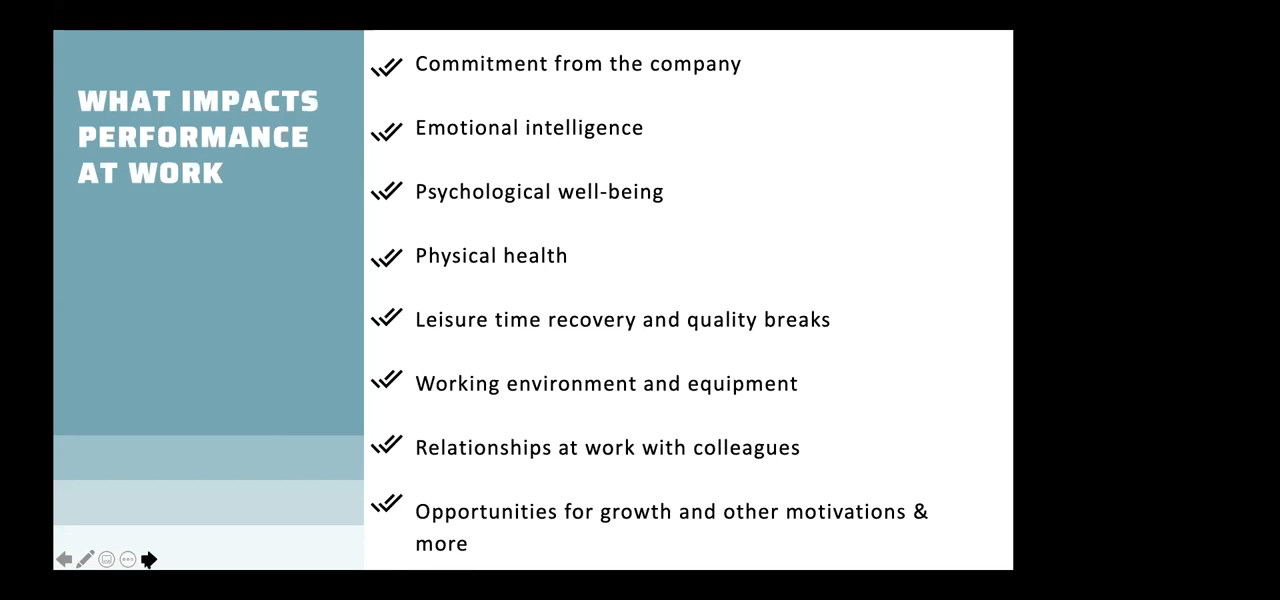 WHAT IMPACTS
PERFORMANCE
AT WORK
Commitment from the company
Emotional intelligence
Psychological well-being
Physical health
Leisure time recovery and quality breaks
Working environment and equipment
Relationships at work with colleagues
Opportunities for growth and other motivations &
more